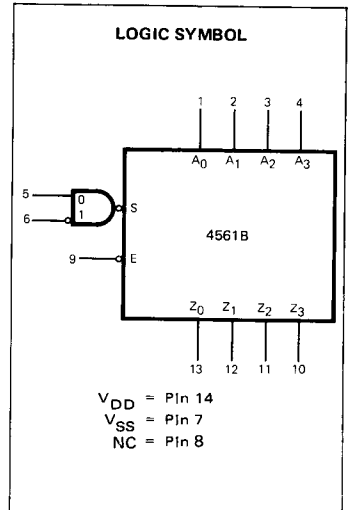 LOGIC SYMBOL
1 2 3 4
A0 A1 A2 A3
5 0
6 1 S
4561B
9 E
Z0 Z1 Z2 Z3
13 12 11 10
VDD = Pin 14
VSS = Pin 7
NC = Pin 8